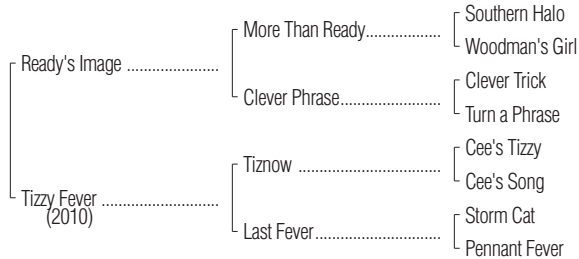 Southern Halo
More Than Ready..................
Woodman's Girl
Ready's Image ......................
Clever Trick
Clever Phrase........................
Turn a Phrase
Cee's Tizzy
Tiznow ..................................
Cee's Song
Tizzy Fever ............................
(2010)
Storm Cat
Last Fever..............................
Pennant Fever